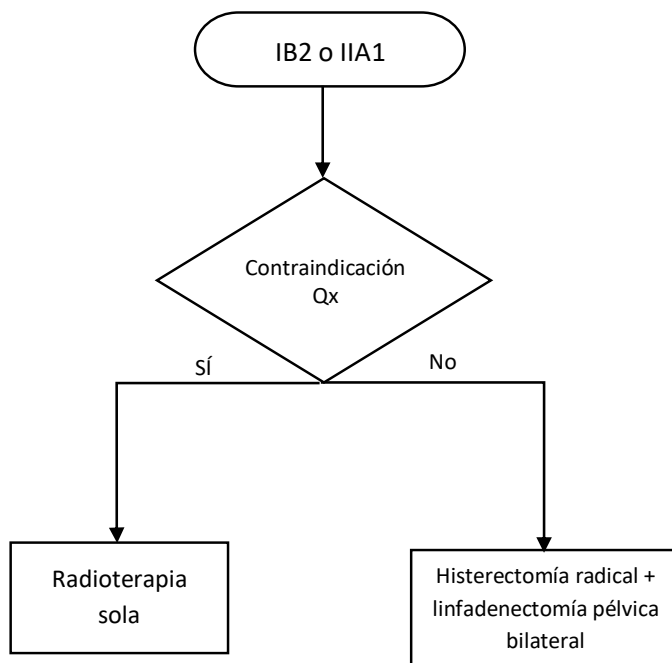 IB2 o IIA1
Contraindicación
Qx
SÍ
No
Radioterapia
sola
Histerectomía radical +
linfadenectomía pélvica
bilateral